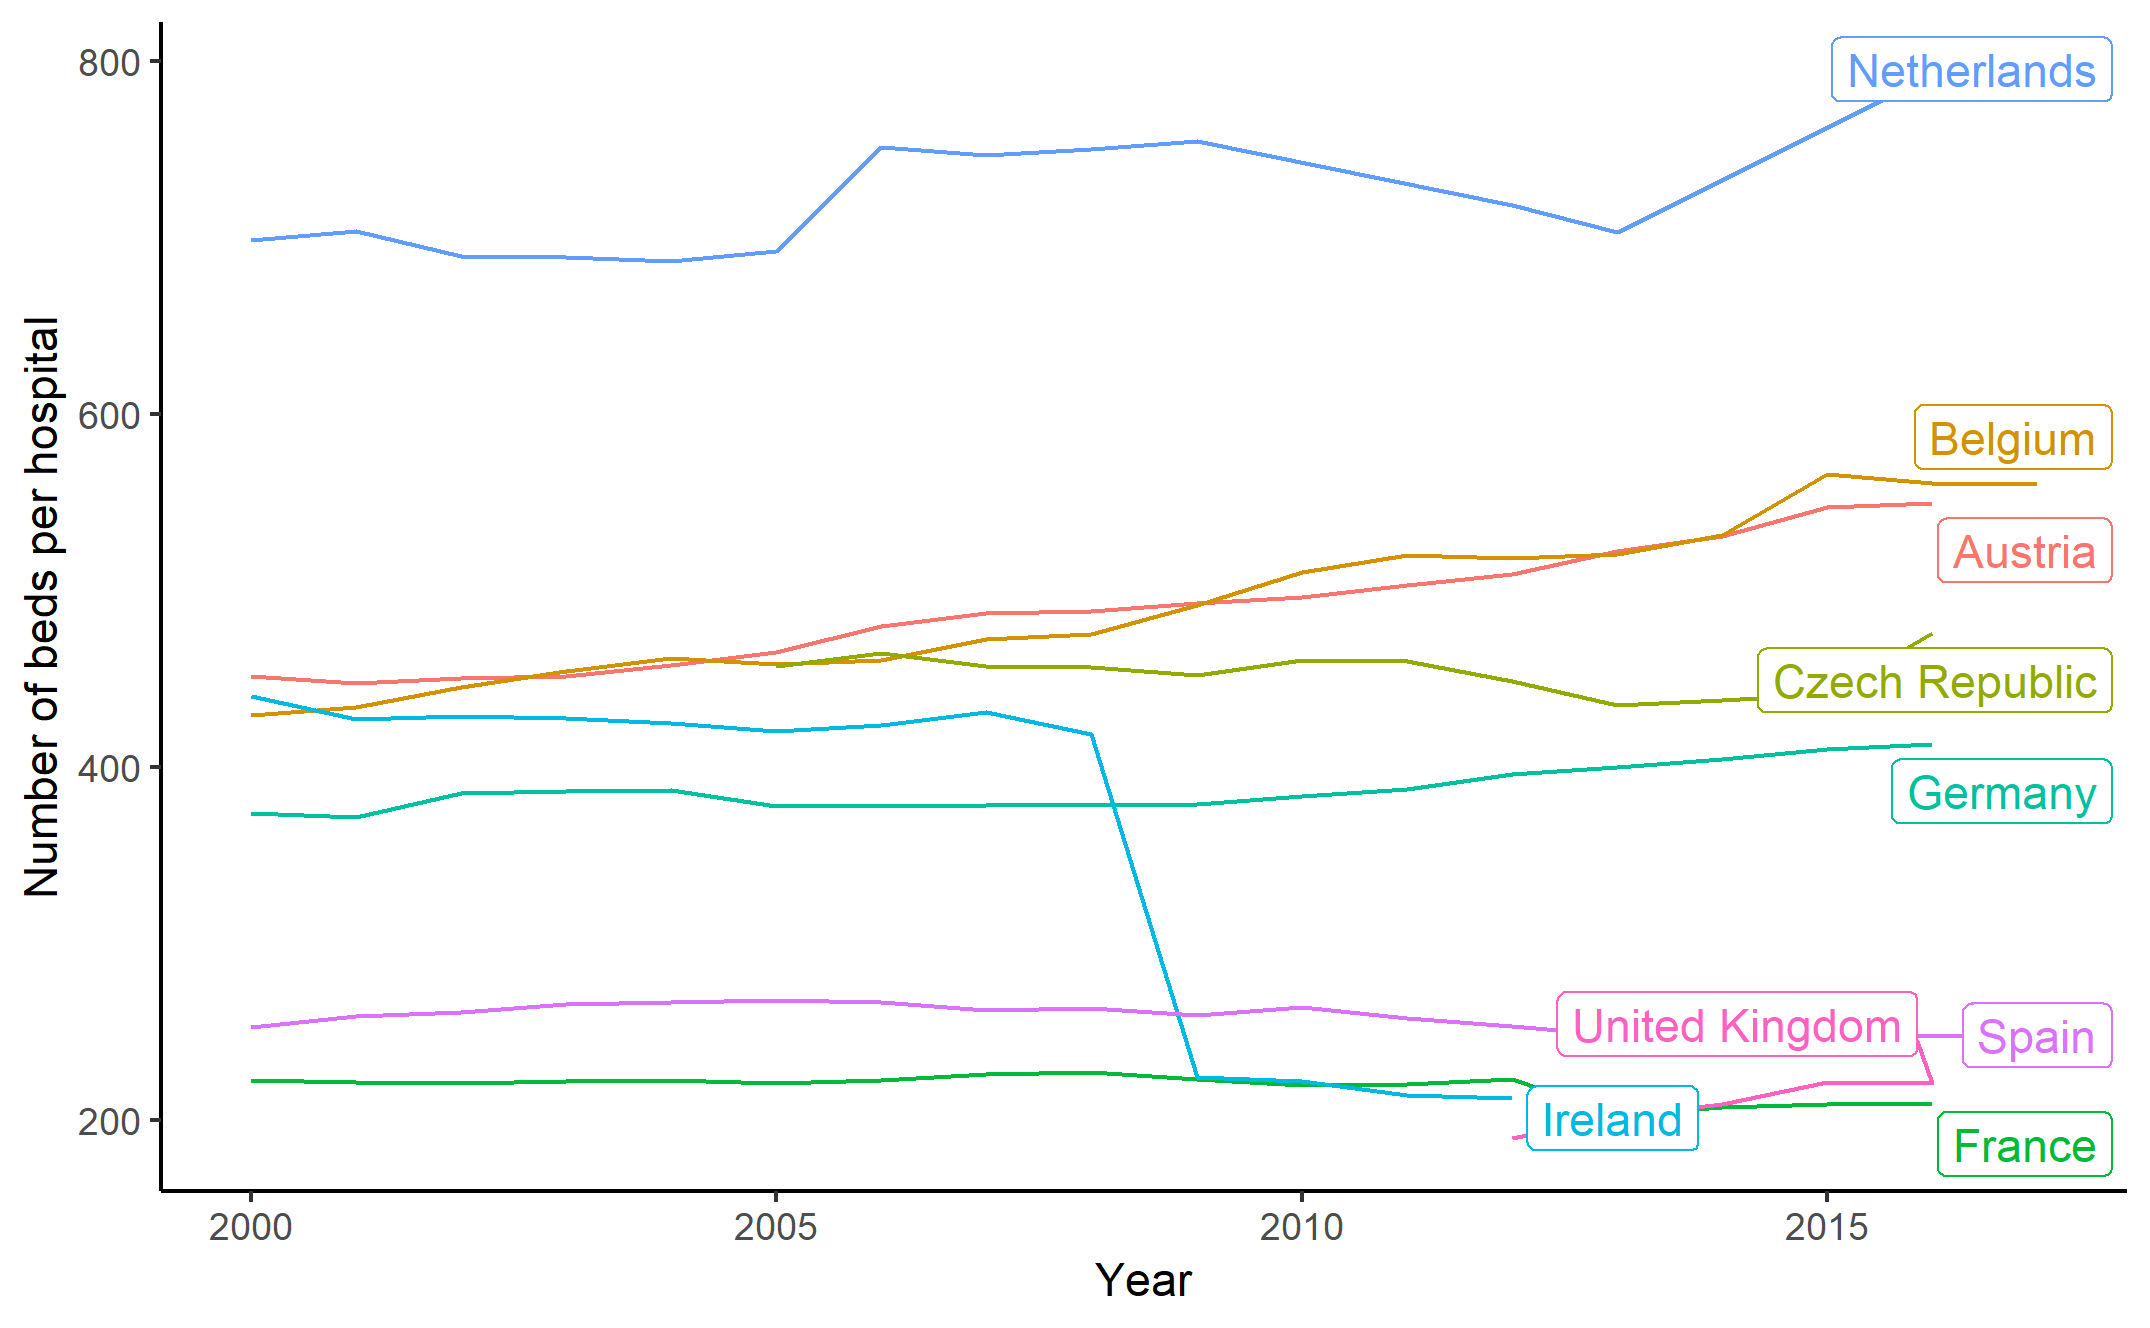 Number of beds per hospital
800
600
400
200
Netherlands
Belgium
Austria
Czech Republic
Germany
United Kingdom
Spain
Ireland
France
2000 2005 2010 2015
Year